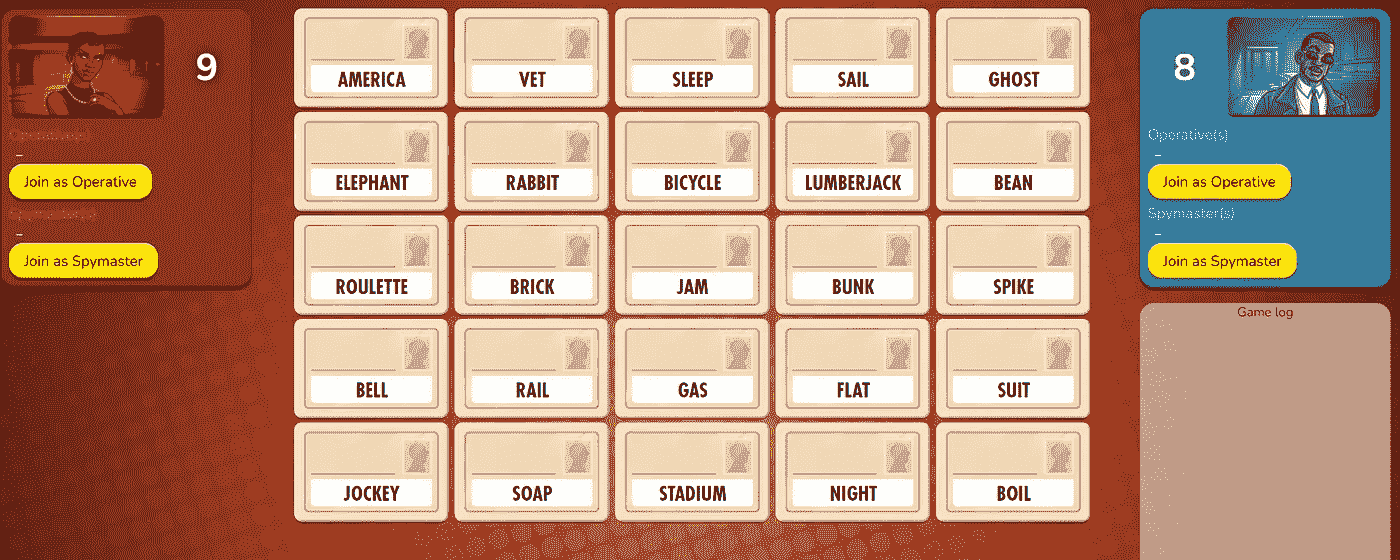 9
Operative(s)
–
Join as Operative
Spymaster(s)
–
Join as Spymaster
AMERICA
VET
SLEEP
SAIL
GHOST
ELEPHANT
RABBIT
BICYCLE
LUMBERJACK
BEAN
ROULETTE
BRICK
JAM
BUNK
SPIKE
BELL
RAIL
GAS
FLAT
SUIT
JOCKEY
SOAP
STADIUM
NIGHT
BOIL
8
Operative(s)
–
Join as Operative
Spymaster(s)
–
Join as Spymaster
Game log